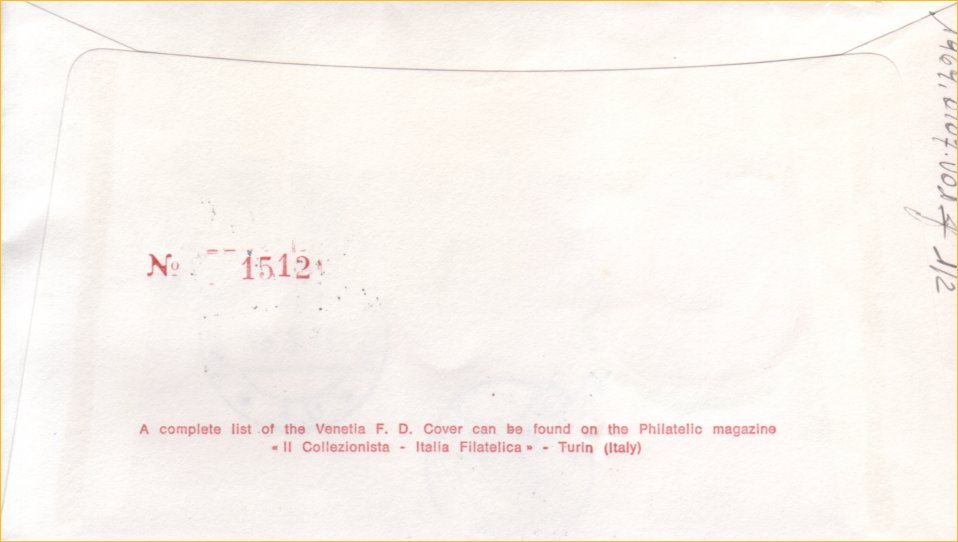 № 1512
A complete list of the Venetia F. D. Cover can be found on the Philatelic magazine
« Il Collezionista - Italia Filatelica » - Turin (Italy)